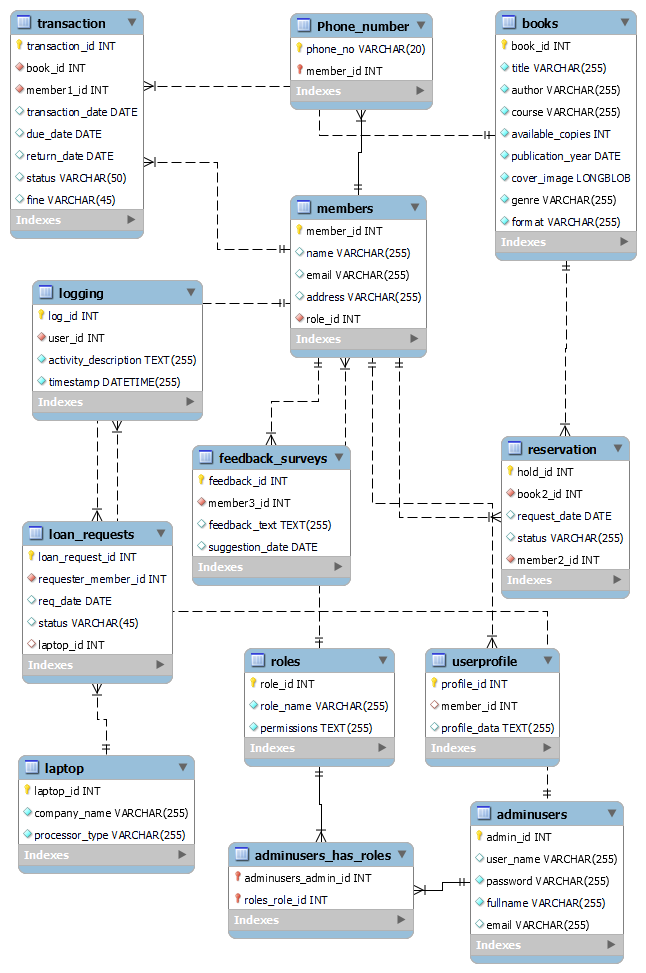 transaction
transaction_id INT
book_id INT
member1_id INT
transaction_date DATE
due_date DATE
return_date DATE
status VARCHAR(50)
fine VARCHAR(45)
Indexes
Phone_number
phone_no VARCHAR(20)
member_id INT
Indexes
books
book_id INT
title VARCHAR(255)
author VARCHAR(255)
course VARCHAR(255)
available_copies INT
publication_year DATE
cover_image LONGBLOB
genre VARCHAR(255)
format VARCHAR(255)
Indexes
members
member_id INT
name VARCHAR(255)
email VARCHAR(255)
address VARCHAR(255)
role_id INT
Indexes
logging
log_id INT
user_id INT
activity_description TEXT(255)
timestamp DATETIME(255)
Indexes
feedback_surveys
feedback_id INT
member3_id INT
feedback_text TEXT(255)
suggestion_date DATE
Indexes
reservation
hold_id INT
book2_id INT
request_date DATE
status VARCHAR(255)
member2_id INT
Indexes
loan_requests
loan_request_id INT
requester_member_id INT
req_date DATE
status VARCHAR(45)
laptop_id INT
Indexes
roles
role_id INT
role_name VARCHAR(255)
permissions TEXT(255)
Indexes
userprofile
profile_id INT
member_id INT
profile_data TEXT(255)
Indexes
laptop
laptop_id INT
company_name VARCHAR(255)
processor_type VARCHAR(255)
Indexes
adminusers_has_roles
adminusers_admin_id INT
roles_role_id INT
Indexes
adminusers
admin_id INT
user_name VARCHAR(255)
password VARCHAR(255)
fullname VARCHAR(255)
email VARCHAR(255)
Indexes